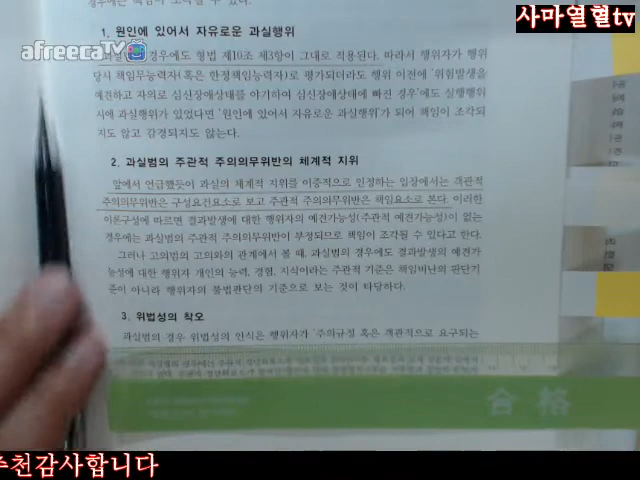 사마열혈tv
afreecaTV
1. 원인에 있어서 자유로운 과실행위
경우에도 형법 제10조 제3항이 그대로 적용된다. 따라서 행위자가 행위
당시 책임무능력자(혹은 한정책임능력자)로 평가되더라도 행위 이전에 '위험발생을
예견하고 자의로 심신장애상태를 야기하여 심신장애상태에 빠진 경우'에도 실행행위
시에 과실행위가 있었다면 '원인에 있어서 자유로운 과실행위'가 되어 책임이 조각되
지도 않고 감경되지도 않는다.
2. 과실범의 주관적 주의의무위반의 체계적 지위
앞에서 언급했듯이 과실의 체계적 지위를 이중적으로 인정하는 입장에서는 객관적
주의의무위반은 구성요건요소로 보고 주관적 주의의무위반은 책임요소로 본다. 이러한
이론구성에 따르면 결과발생에 대한 행위자의 예견가능성(주관적 예견가능성)이 없는
경우에는 과실범의 주관적 주의의무위반이 부정되므로 책임이 조각될 수 있다고 한다.
그러나 고의범의 고의와의 관계에서 볼 때, 과실범의 경우에도 결과발생의 예견가
능성에 대한 행위자 개인의 능력, 경험, 지식이라는 주관적 기준은 책임비난의 판단기
준이 아니라 행위자의 불법판단의 기준으로 보는 것이 타당하다.
3. 위법성의 착오
과실범의 경우 위법성의 인식은 행위자가 '주의규정 혹은 객관적으로 요구되는
合格
추천감사합니다